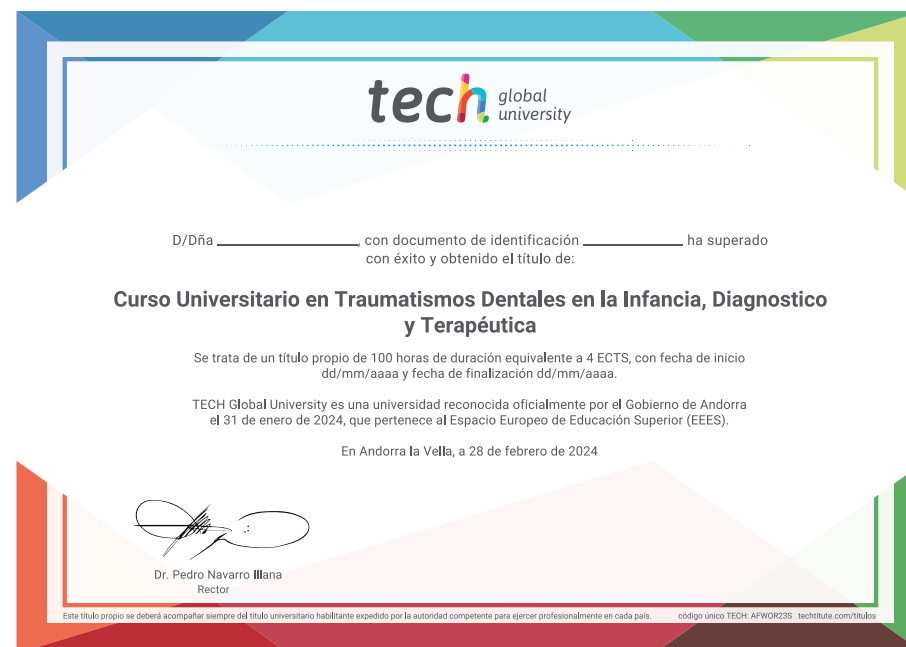 tech global university
D/Dña ____________________, con documento de identificación ______________ ha superado
con éxito y obtenido el título de:
Curso Universitario en Traumatismos Dentales en la Infancia, Diagnostico
y Terapéutica
Se trata de un título propio de 100 horas de duración equivalente a 4 ECTS, con fecha de inicio
dd/mm/aaaa y fecha de finalización dd/mm/aaaa.
TECH Global University es una universidad reconocida oficialmente por el Gobierno de Andorra
el 31 de enero de 2024, que pertenece al Espacio Europeo de Educación Superior (EEES).
En Andorra la Vella, a 28 de febrero de 2024
Dr. Pedro Navarro Illana
Rector
Este título propio se deberá acompañar siempre del título universitario habilitante expedido por la autoridad competente para ejercer profesionalmente en cada país. código único TECH: AFWOR23S techtitute.com/titulos